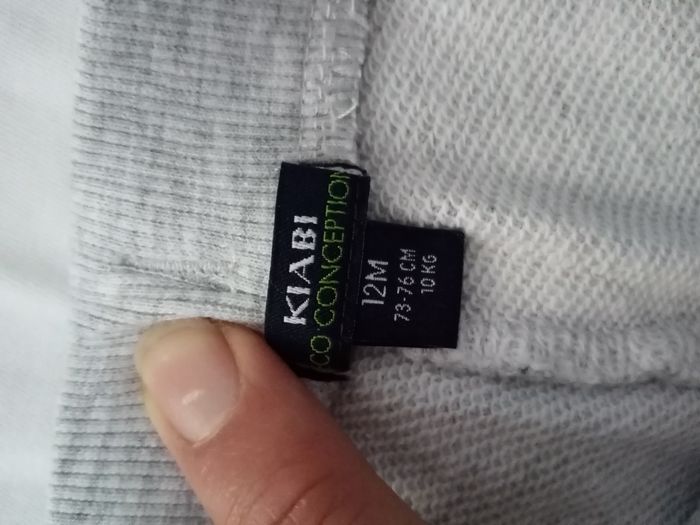 KIABI
CO·CONCEPTION
12M
73-76 CM
10 KG